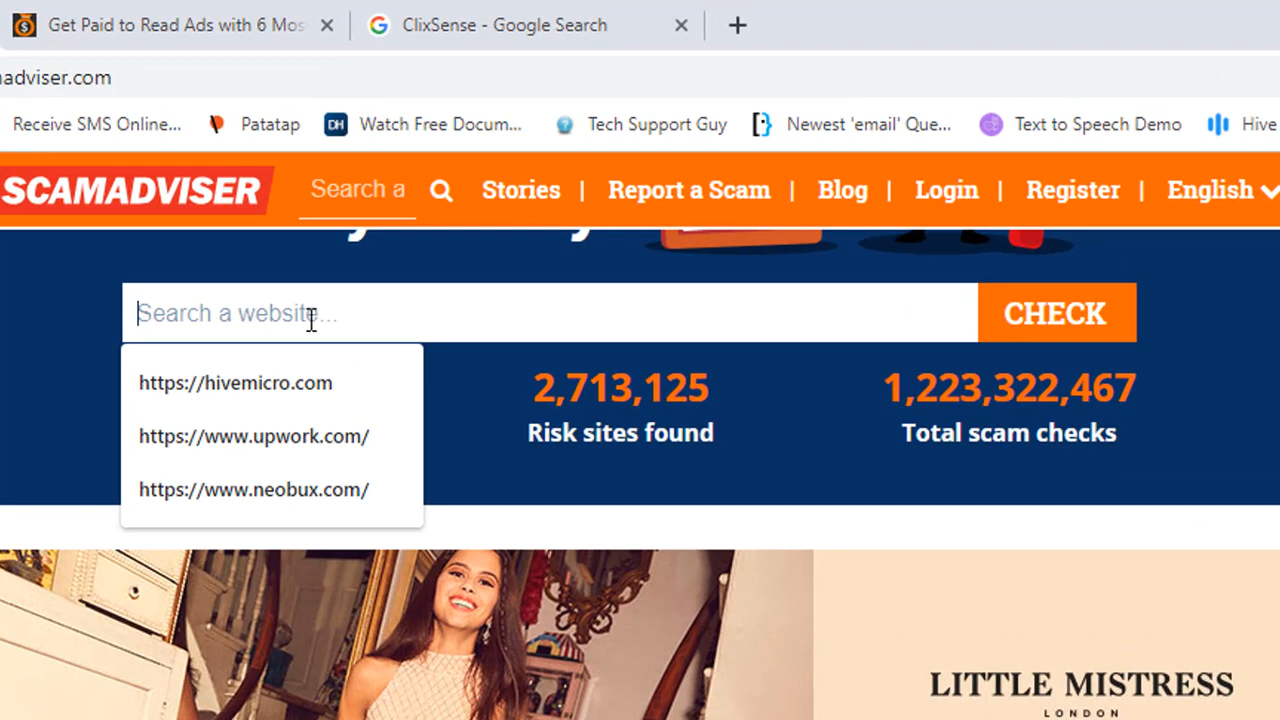 Get Paid to Read Ads with 6 Mos
ClixSense - Google Search
adviser.com
Receive SMS Online...
Patatap
DH
Watch Free Docum...
Tech Support Guy
Newest 'email' Que...
Text to Speech Demo
Hive
SCAMADVISER
Search a
Stories | Report a Scam | Blog | Login | Register | English
Search a website...
CHECK
https://hivemicro.com
https://www.upwork.com/
https://www.neobux.com/
2,713,125
Risk sites found
1,223,322,467
Total scam checks
LITTLE MISTRESS
LONDON